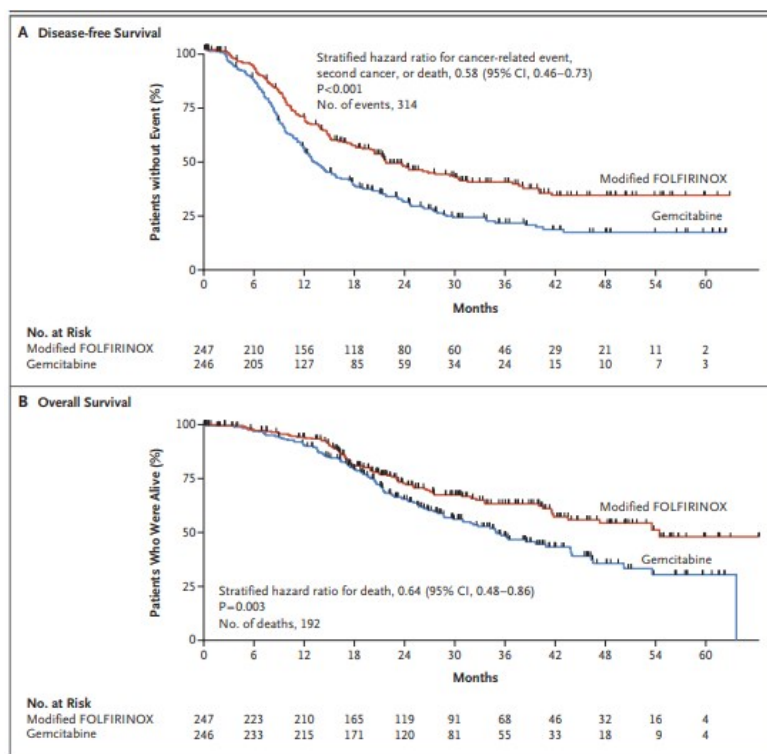 A Disease-free Survival
Stratified hazard ratio for cancer-related event,
second cancer, or death, 0.58 (95% CI, 0.46–0.73)
P<0.001
No. of events, 314
Patients without Event (%)
100
75
50
25
0
Modified FOLFIRINOX
Gemcitabine
0 6 12 18 24 30 36 42 48 54 60
Months
No. at Risk
Modified FOLFIRINOX 247 210 156 118 80 60 46 29 21 11 2
Gemcitabine 246 205 127 85 59 34 24 15 10 7 3
B Overall Survival
Patients Who Were Alive (%)
100
75
50
25
0
Modified FOLFIRINOX
Gemcitabine
Stratified hazard ratio for death, 0.64 (95% CI, 0.48–0.86)
P=0.003
No. of deaths, 192
0 6 12 18 24 30 36 42 48 54 60
Months
No. at Risk
Modified FOLFIRINOX 247 223 210 165 119 91 68 46 32 16 4
Gemcitabine 246 233 215 171 120 81 55 33 18 9 4